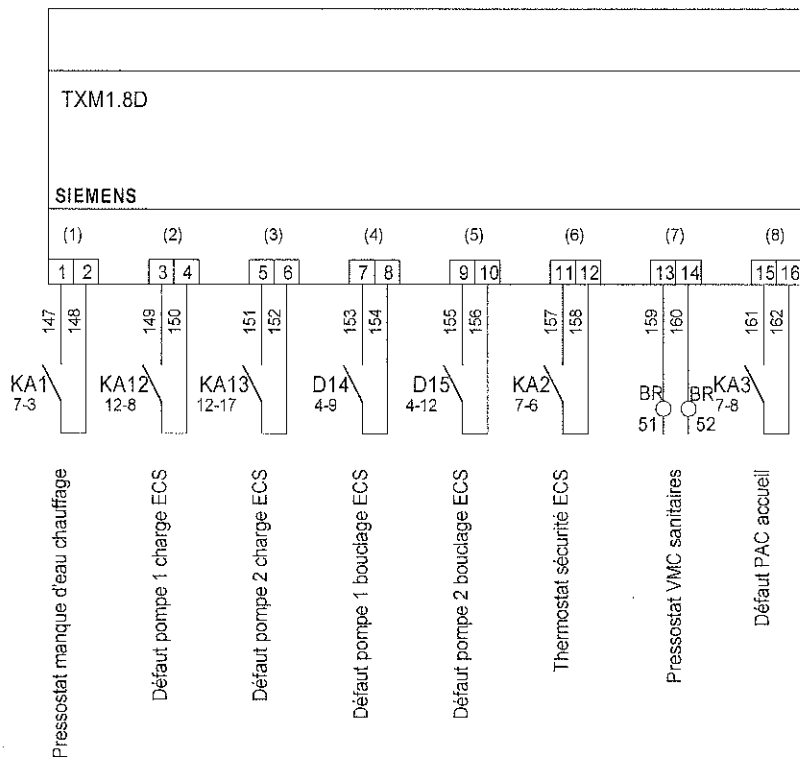 TXM1.8D
SIEMENS
(1) (2) (3) (4) (5) (6) (7) (8)
1 2 3 4 5 6 7 8 9 10 11 12 13 14 15 16
147 148 149 150 151 152 153 154 155 156 157 158 159 160 161 162
KA1 KA12 KA13 D14 D15 KA2 BR BR KA3
7-3 12-8 12-17 4-9 4-12 7-6 51 52 7-8
Pressostat manque d'eau chauffage
Défaut pompe 1 charge ECS
Défaut pompe 2 charge ECS
Défaut pompe 1 bouclage ECS
Défaut pompe 2 bouclage ECS
Thermostat sécurité ECS
Pressostat VMC sanitaires
Défaut PAC accueil